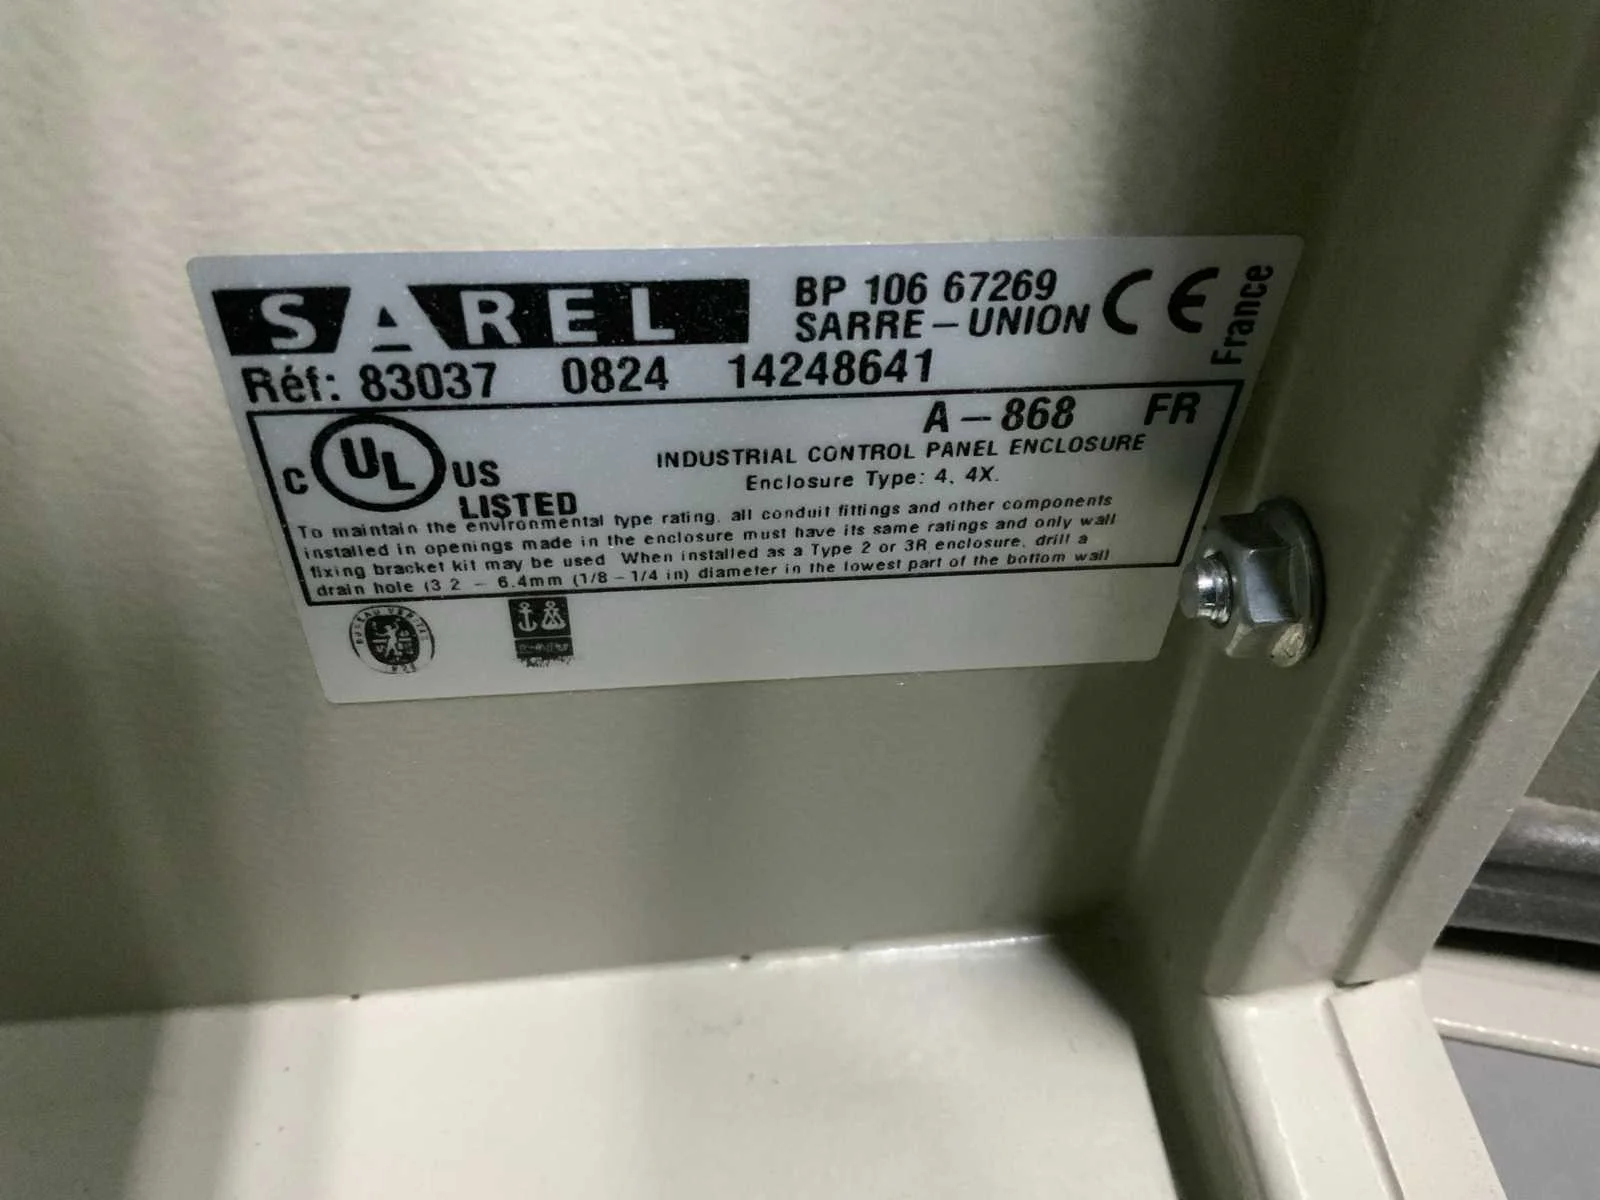 SAREL
BP 106 67269
SARRE-UNION
CE
France
Réf: 83037 0824 14248641
A-868 FR
C UL US
LISTED
INDUSTRIAL CONTROL PANEL ENCLOSURE
Enclosure Type: 4, 4X.
To maintain the environmental type rating, all conduit fittings and other components
installed in openings made in the enclosure must have its same ratings and only wall
fixing bracket kit may be used When installed as a Type 2 or 3R enclosure, drill a
drain hole (3 2 - 6.4mm (1/8-1/4 in) diameter in the lowest part of the bottom wall
BUREAU VERITAS